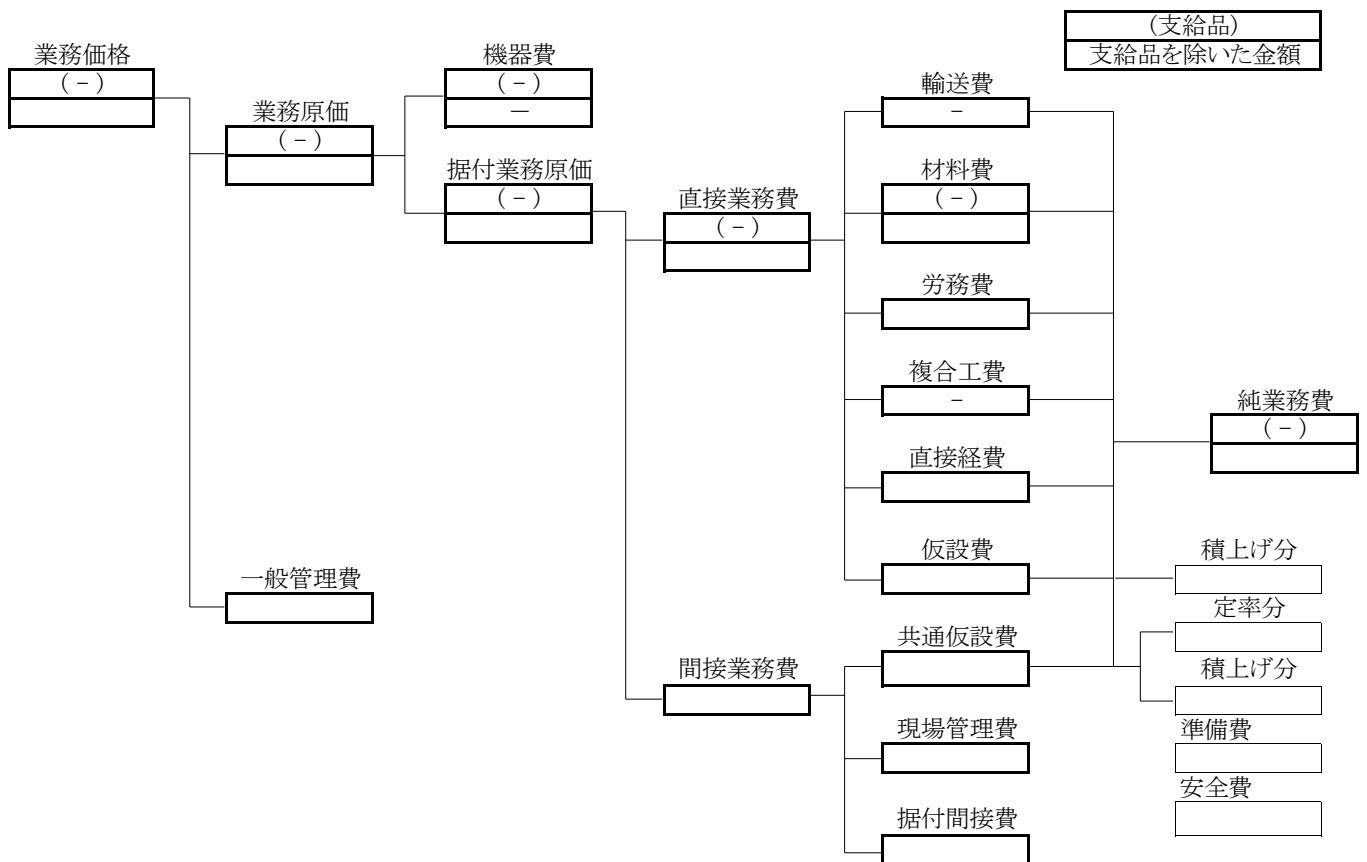 (支給品)
支給品を除いた金額
業務価格
(-)
業務原価
(-)
機器費
(-)
—
据付業務原価
(-)
直接業務費
(-)
輸送費
-
材料費
(-)
労務費
複合工費
-
直接経費
仮設費
純業務費
(-)
積上げ分
一般管理費
間接業務費
共通仮設費
定率分
積上げ分
現場管理費
準備費
安全費
据付間接費